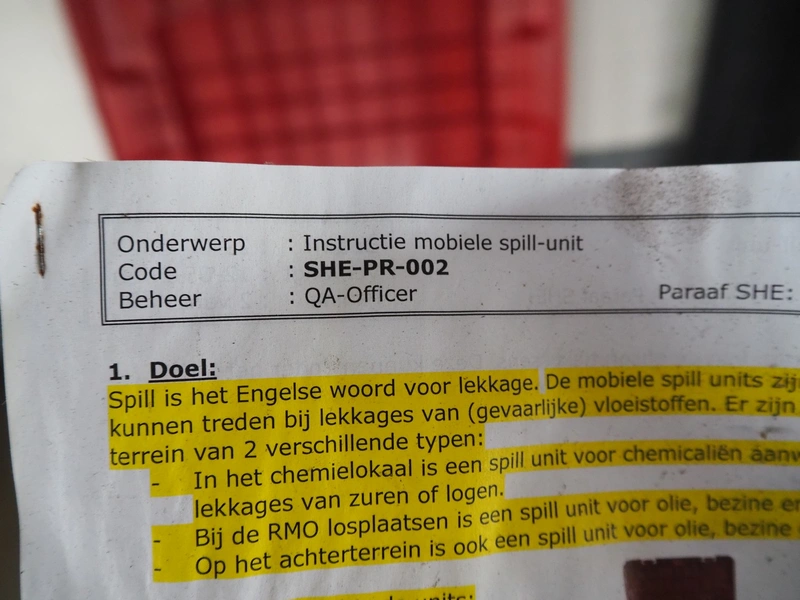 Onderwerp : Instructie mobiele spill-unit
Code : SHE-PR-002
Beheer : QA-Officer Paraaf SHE:
1. Doel:
Spill is het Engelse woord voor lekkage. De mobiele spill units zij
kunnen treden bij lekkages van (gevaarlijke) vloeistoffen. Er zijn
terrein van 2 verschillende typen:
- In het chemielokaal is een spill unit voor chemicaliën aanw
lekkages van zuren of logen.
- Bij de RMO losplaatsen is een spill unit voor olie, bezine en
- Op het achterterrein is ook een spill unit voor olie, bezine
units: